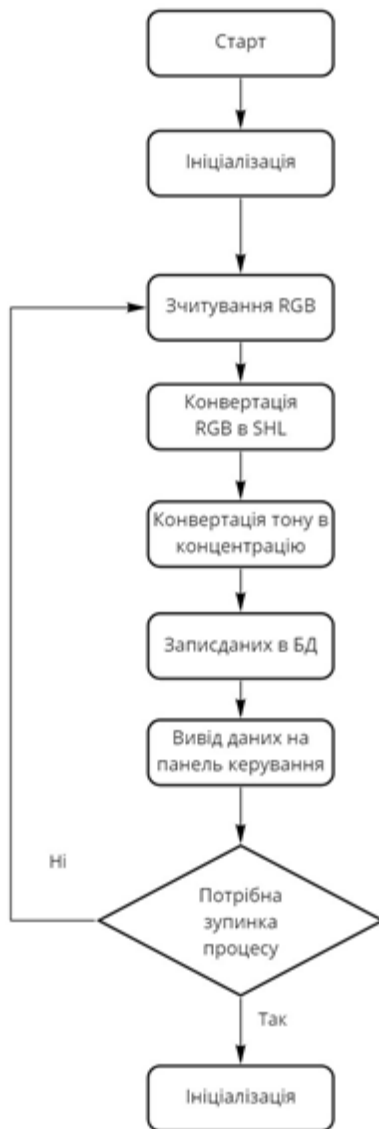 Старт
Ініціалізація
Зчитування RGB
Конвертація
RGB в SHL
Конвертація тону в
концентрацію
Записданих в БД
Вивід даних на
панель керування
Ні
Потрібна
зупинка
процесу
Так
Ініціалізація